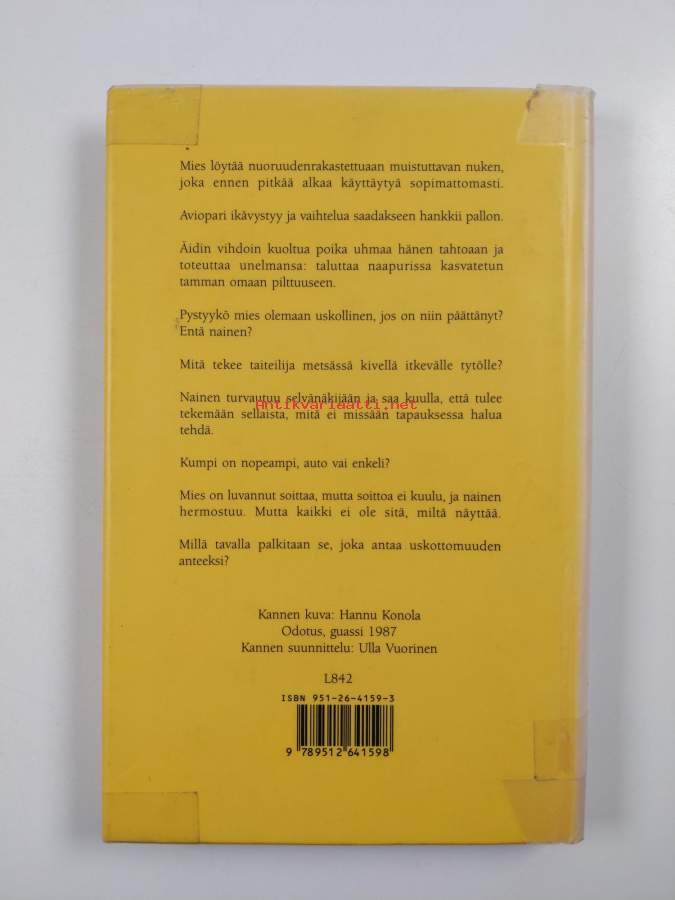 Mies löytää nuoruudenrakastettuaan muistuttavan nuken,
joka ennen pitkää alkaa käyttäytyä sopimattomasti.
Aviopari ikävystyy ja vaihtelua saadakseen hankkii pallon.
Äidin vihdoin kuoltua poika uhmaa hänen tahtoaan ja
toteuttaa unelmansa: taluttaa naapurissa kasvatetun
tamman omaan pilttuuseen.
Pystyykö mies olemaan uskollinen, jos on niin päättänyt?
Entä nainen?
Mitä tekee taiteilija metsässä kivellä itkevälle tytölle?
Nainen turvautuu selvänäkijään ja saa kuulla, että tulee
Antikvariaatti.net
tekemään sellaista, mitä ei missään tapauksessa halua
tehdä.
Kumpi on nopeampi, auto vai enkeli?
Mies on luvannut soittaa, mutta soittoa ei kuulu, ja nainen
hermostuu. Mutta kaikki ei ole sitä, miltä näyttää.
Millä tavalla palkitaan se, joka antaa uskottomuuden
anteeksi?
Kannen kuva: Hannu Konola
Odotus, guassi 1987
Kannen suunnittelu: Ulla Vuorinen
L842
ISBN 951-26-4159-3
9 789512 641598